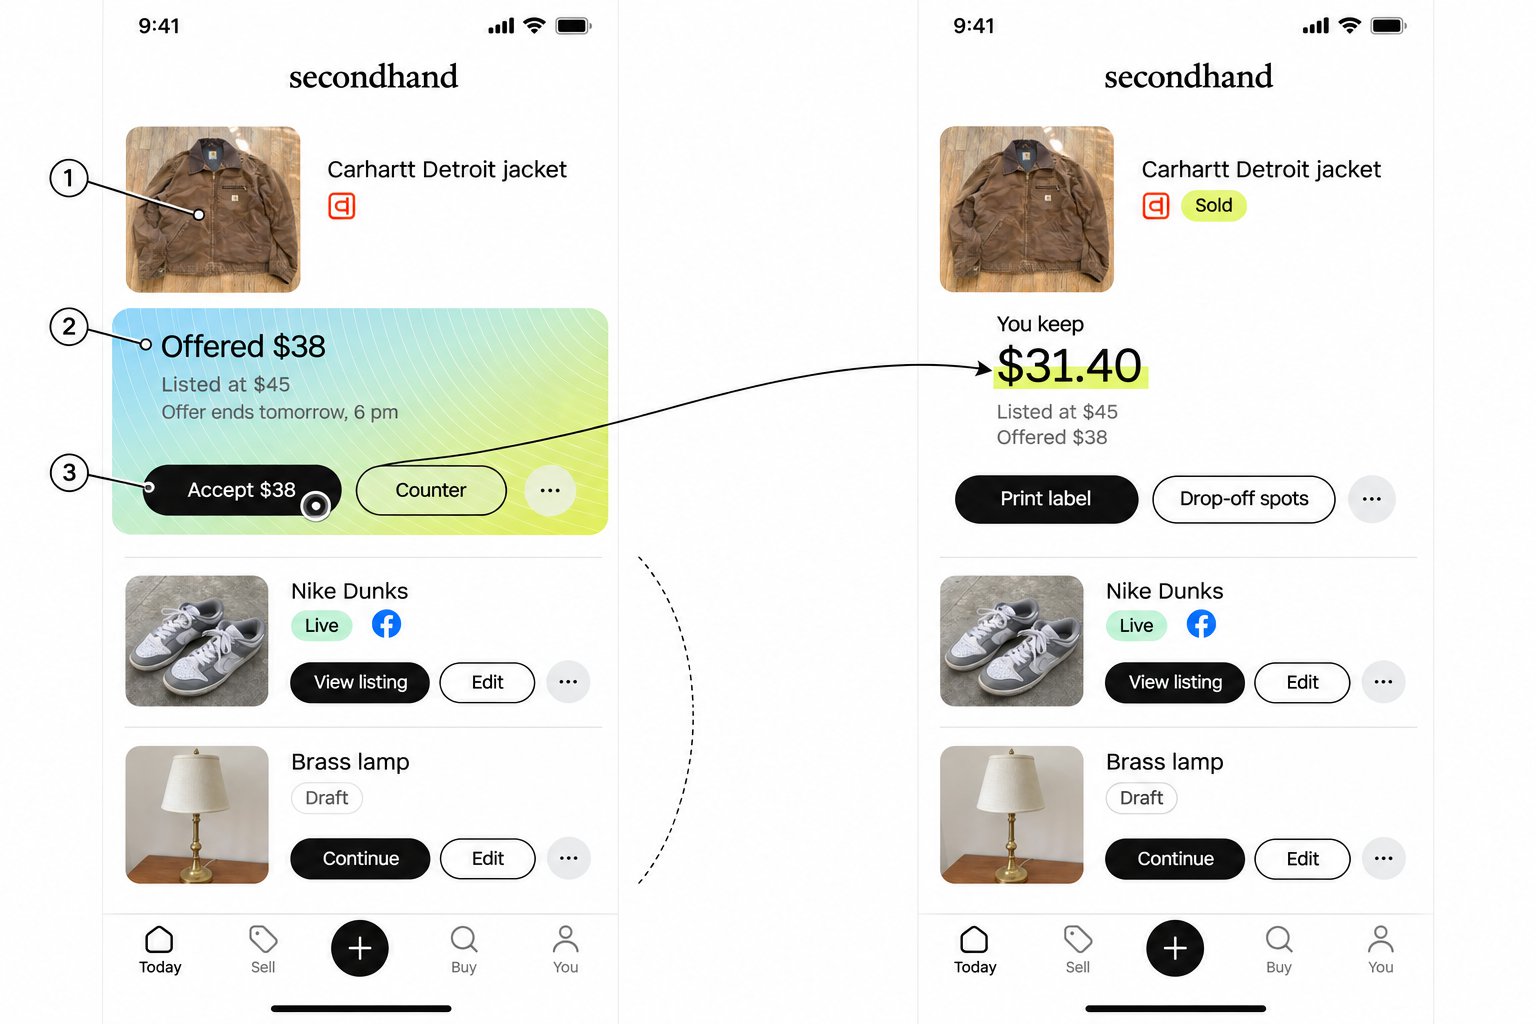 9:41
secondhand
1
Carhartt Detroit jacket
2
Offered $38
Listed at $45
Offer ends tomorrow, 6 pm
3
Accept $38
Counter
Nike Dunks
Live
View listing
Edit
Brass lamp
Draft
Continue
Edit
Today
Sell
Buy
You
9:41
secondhand
Carhartt Detroit jacket
Sold
You keep
$31.40
Listed at $45
Offered $38
Print label
Drop-off spots
Nike Dunks
Live
View listing
Edit
Brass lamp
Draft
Continue
Edit
Today
Sell
Buy
You